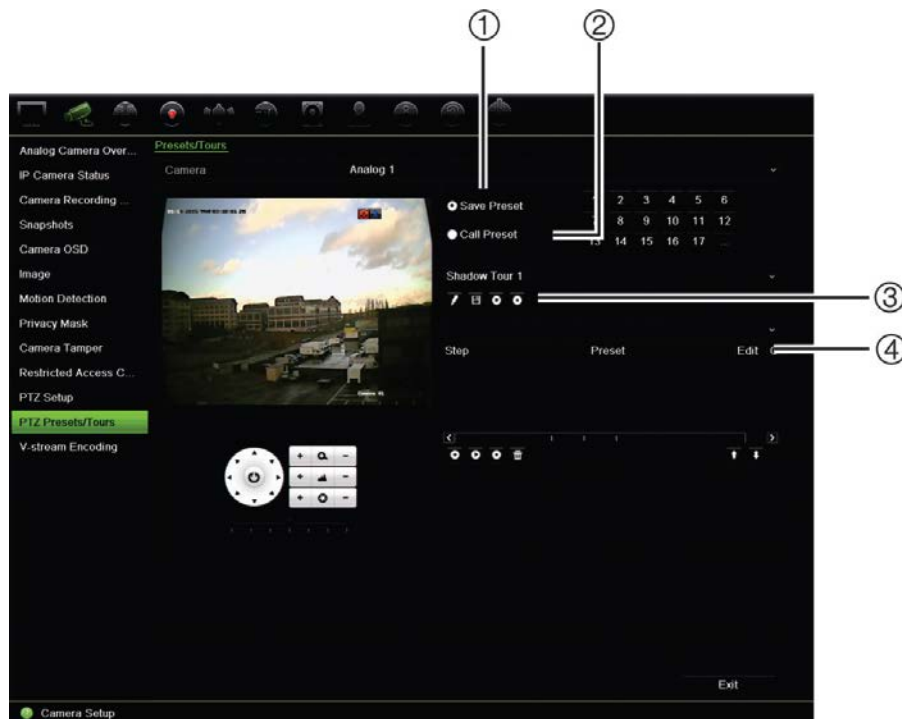 ① ②
Analog Camera Over...
Presets/Tours
IP Camera Status
Camera Analog 1
Camera Recording ...
Snapshots
Camera OSD
Image
Motion Detection
Privacy Mask
Camera Tamper
Restricted Access C...
PTZ Setup
PTZ Presets/Tours
V-stream Encoding
Save Preset
Call Preset
1 2 3 4 5 6
8 9 10 11 12
13 14 15 16 17 ...
Shadow Tour 1
③
Step Preset Edit
④
Exit
Camera Setup